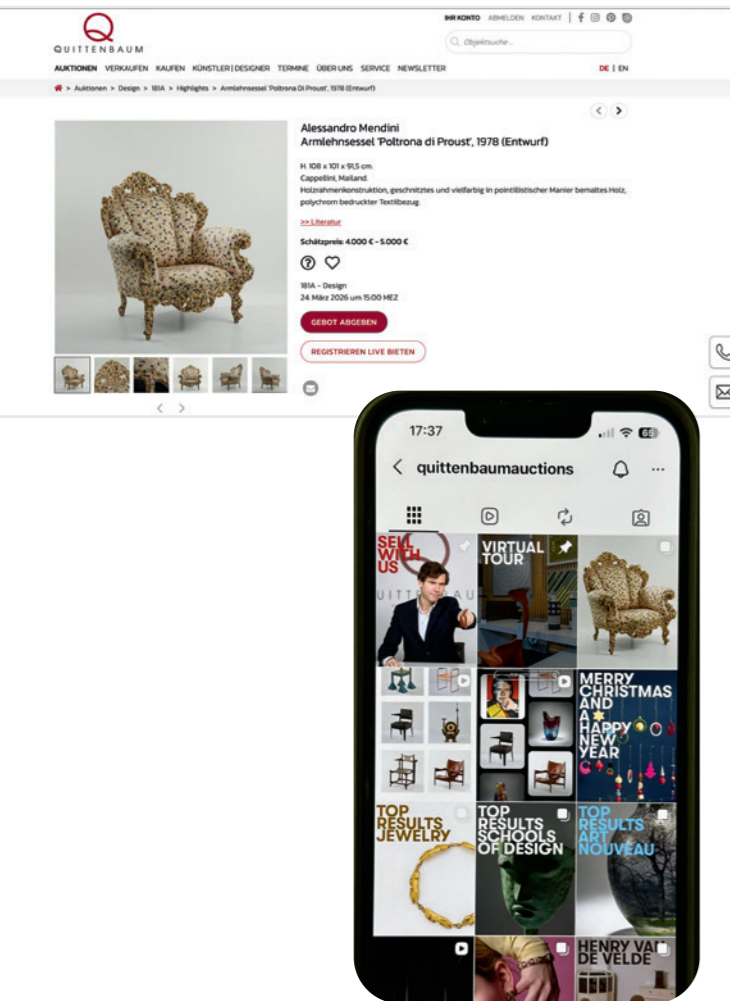 IHR KONTO ABMELDEN KONTAKT
QUITTENBAUM
Objektsuche ...
AUKTIONEN VERKAUFEN KAUFEN KÜNSTLER | DESIGNER TERMINE ÜBER UNS SERVICE NEWSLETTER
DE | EN
> Auktionen > Design > 181A > Highlights > Armlehnsessel 'Poltrona Di Proust', 1978 (Entwurf)
Alessandro Mendini
Armlehnsessel 'Poltrona di Proust', 1978 (Entwurf)
H. 108 x 101 x 91,5 cm.
Cappellini, Mailand.
Holzrahmenkonstruktion, geschnitztes und vielfarbig in pointillistischer Manier bemaltes Holz,
polychrom bedruckter Textilbezug.
>> Literatur
Schätzpreis: 4.000 € - 5.000 €
181A - Design
24. März 2026 um 15:00 MEZ
GEBOT ABGEBEN
REGISTRIEREN LIVE BIETEN
17:37
65
quittenbaumauctions
SELL
WITH
US
VIRTUAL
TOUR
MERRY
CHRISTMAS
AND
A
HAPPY
NEW
YEAR
TOP
RESULTS
JEWELRY
TOP
RESULTS
SCHOOLS
OF DESIGN
TOP
RESULTS
ART
NOUVEAU
HENRY VAN
DE VELDE